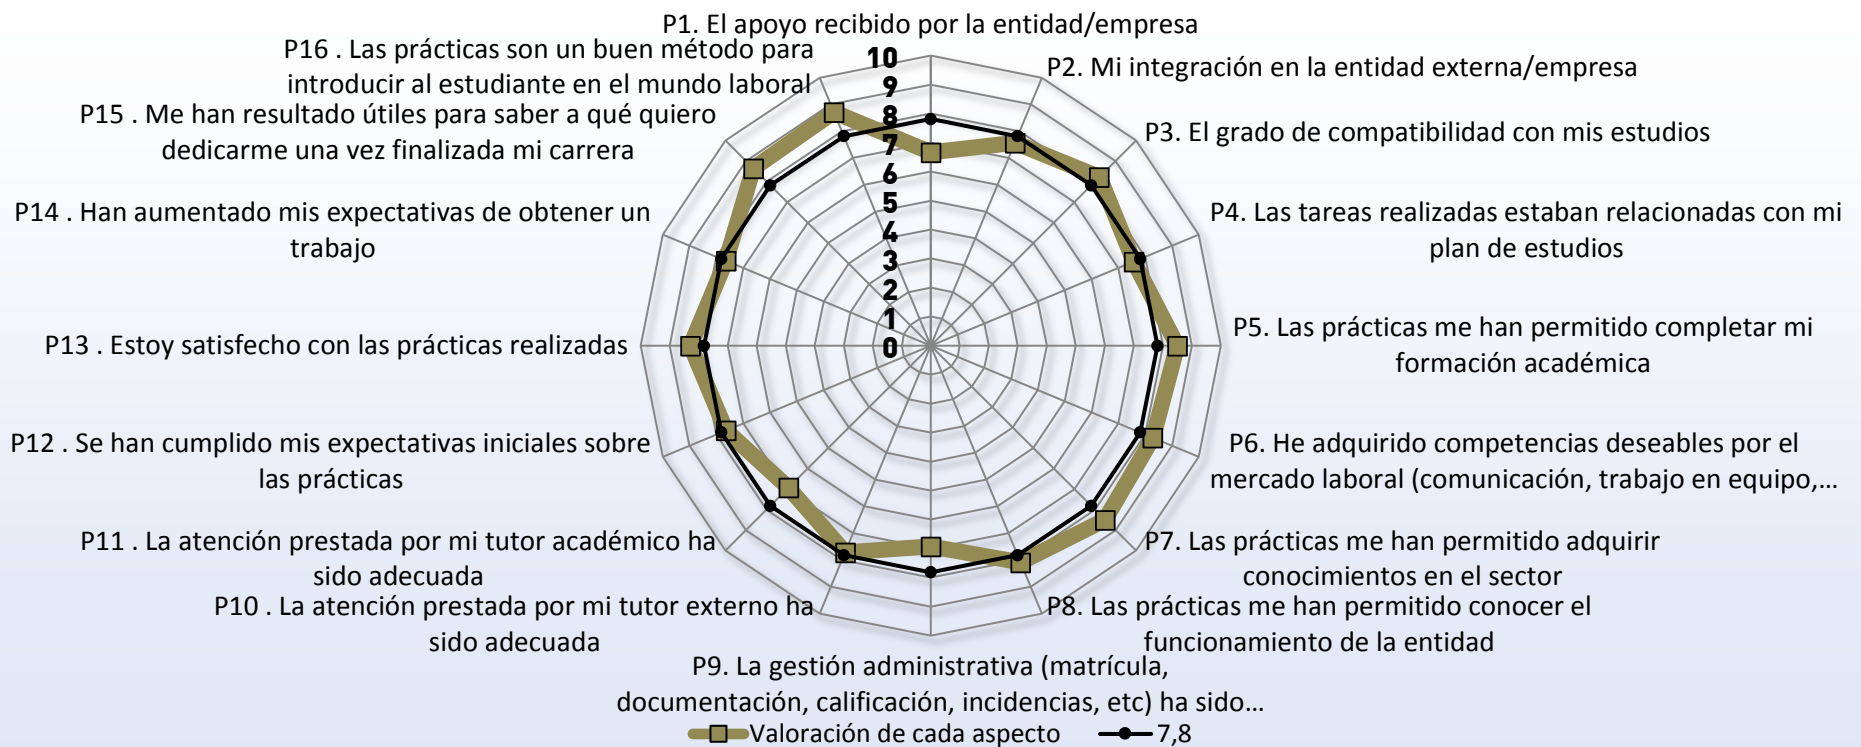 P1. El apoyo recibido por la entidad/empresa
P2. Mi integración en la entidad externa/empresa
P3. El grado de compatibilidad con mis estudios
P4. Las tareas realizadas estaban relacionadas con mi
plan de estudios
P5. Las prácticas me han permitido completar mi
formación académica
P6. He adquirido competencias deseables por el
mercado laboral (comunicación, trabajo en equipo,...
P7. Las prácticas me han permitido adquirir
conocimientos en el sector
P8. Las prácticas me han permitido conocer el
funcionamiento de la entidad
P9. La gestión administrativa (matrícula,
documentación, calificación, incidencias, etc) ha sido...
P10 . La atención prestada por mi tutor externo ha
sido adecuada
P11 . La atención prestada por mi tutor académico ha
sido adecuada
P12 . Se han cumplido mis expectativas iniciales sobre
las prácticas
P13 . Estoy satisfecho con las prácticas realizadas
P14 . Han aumentado mis expectativas de obtener un
trabajo
P15 . Me han resultado útiles para saber a qué quiero
dedicarme una vez finalizada mi carrera
P16 . Las prácticas son un buen método para
introducir al estudiante en el mundo laboral
10
9
8
7
6
5
4
3
2
1
0
Valoración de cada aspecto
7,8